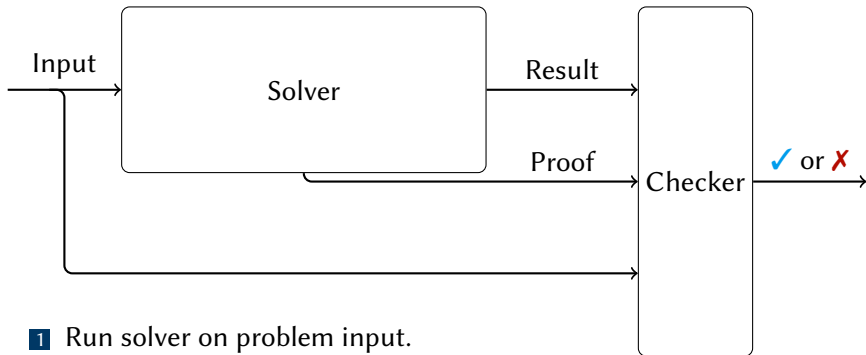 Input
Solver
Result
Proof
Checker
✓ or ✗
1 Run solver on problem input.